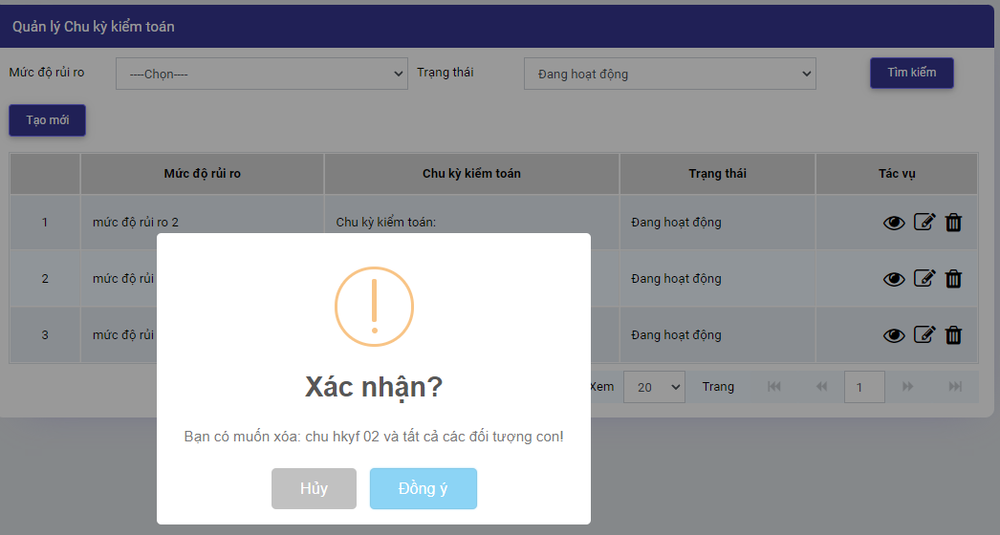 Quản lý Chu kỳ kiểm toán
Mức độ rủi ro ----Chọn---- Trạng thái Đang hoạt động Tìm kiếm
Tạo mới
Mức độ rủi ro Chu kỳ kiểm toán Trạng thái Tác vụ
1 mức độ rủi ro 2 Chu kỳ kiểm toán: Đang hoạt động
2 mức độ rủi Đang hoạt động
3 mức độ rủi Đang hoạt động
Xem 20 Trang 1
Xác nhận?
Bạn có muốn xóa: chu hkyf 02 và tất cả các đối tượng con!
Hủy Đồng ý